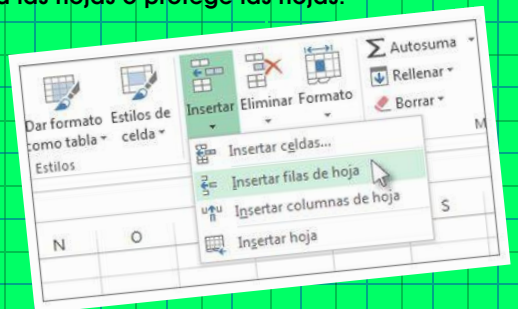 las hojas o protege las hojas.
Autosuma
Rellenar
Borrar
Dar formato como tabla
Estilos de celda
Insertar
Eliminar
Formato
Estilos
M
Insertar celdas...
Insertar filas de hoja
Insertar columnas de hoja
Insertar hoja
N O S